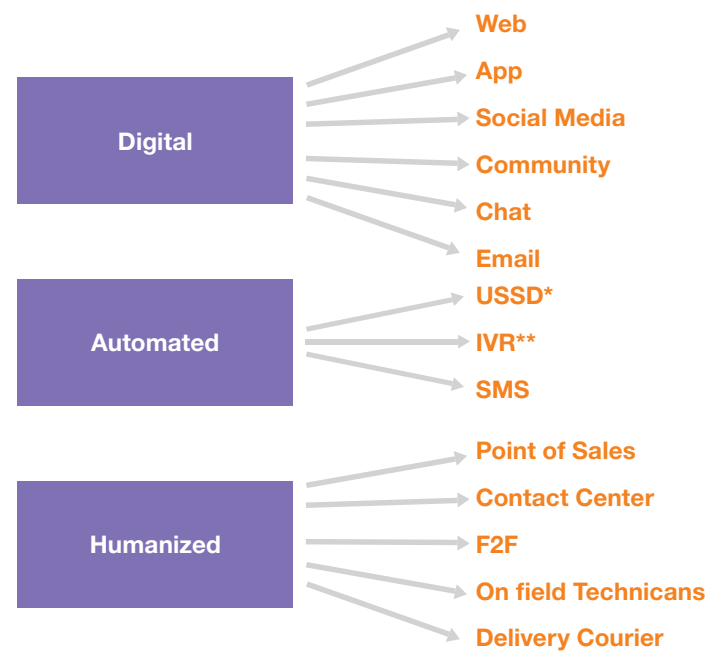 Digital
Web
App
Social Media
Community
Chat
Email
Automated
USSD*
IVR**
SMS
Humanized
Point of Sales
Contact Center
F2F
On field Technicans
Delivery Courier